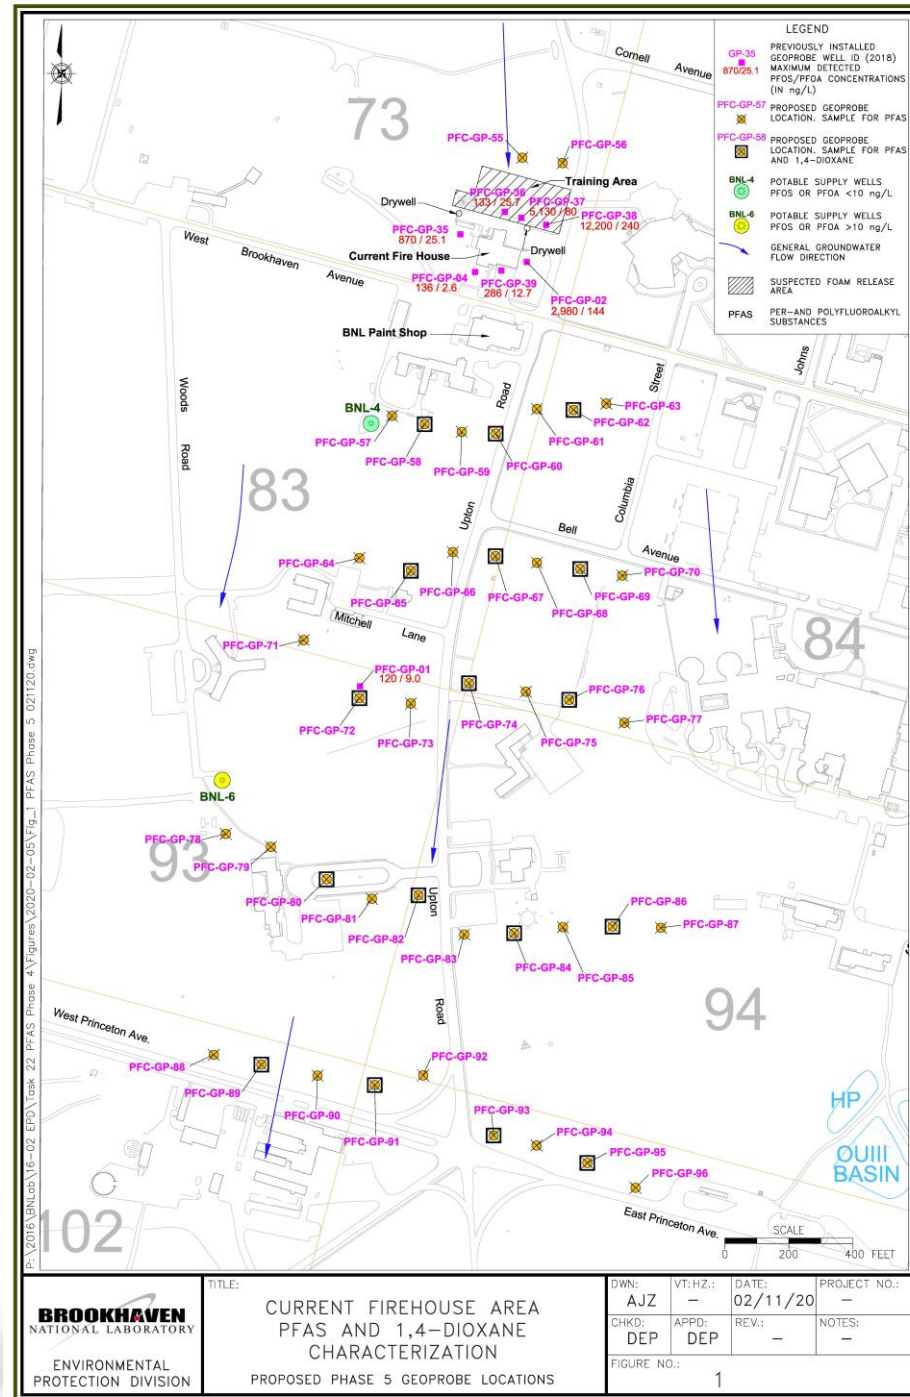 LEGEND
GP-35
870/25.1
PREVIOUSLY INSTALLED
GEOPROBE WELL ID (2018)
MAXIMUM DETECTED
PFOS/PFOA CONCENTRATIONS
(IN ng/L)
PFC-GP-57
PROPOSED GEOPROBE
LOCATION. SAMPLE FOR PFAS
PFC-GP-58
PROPOSED GEOPROBE
LOCATION. SAMPLE FOR PFAS
AND 1,4-DIOXANE
BNL-4
POTABLE SUPPLY WELLS
PFOS OR PFOA <10 ng/L
BNL-6
POTABLE SUPPLY WELLS
PFOS OR PFOA >10 ng/L
GENERAL GROUNDWATER
FLOW DIRECTION
SUSPECTED FOAM RELEASE
AREA
PFAS
PER-AND POLYFLUOROALKYL
SUBSTANCES
Cornell Avenue
73
PFC-GP-55
PFC-GP-56
Training Area
PFC-GP-36
133 / 25.7
PFC-GP-37
5,130 / 80
PFC-GP-38
12,200 / 240
Drywell
PFC-GP-35
870 / 25.1
Current Fire House
Drywell
PFC-GP-04
136 / 2.6
PFC-GP-39
286 / 12.7
PFC-GP-02
2,980 / 144
West Brookhaven Avenue
BNL Paint Shop
Johns
Street
Road
Woods Road
BNL-4
PFC-GP-57
PFC-GP-58
PFC-GP-59
PFC-GP-60
PFC-GP-61
PFC-GP-62
PFC-GP-63
83
Upton
Columbia
Bell Avenue
PFC-GP-64
PFC-GP-65
PFC-GP-66
PFC-GP-67
PFC-GP-68
PFC-GP-69
PFC-GP-70
Mitchell Lane
84
PFC-GP-71
PFC-GP-01
120 / 9.0
PFC-GP-72
PFC-GP-73
PFC-GP-74
PFC-GP-75
PFC-GP-76
PFC-GP-77
BNL-6
PFC-GP-78
93
PFC-GP-79
PFC-GP-80
PFC-GP-81
PFC-GP-82
Upton
PFC-GP-83
PFC-GP-84
PFC-GP-85
PFC-GP-86
PFC-GP-87
94
Road
West Princeton Ave.
PFC-GP-88
PFC-GP-89
PFC-GP-90
PFC-GP-91
PFC-GP-92
PFC-GP-93
PFC-GP-94
PFC-GP-95
PFC-GP-96
HP
OUIII
BASIN
East Princeton Ave.
102
SCALE
0 200 400 FEET
P:\2016\BNLab\16-02 EPD\Task 22 PFAS Phase 4\Figures\2020-02-05\Fig_1 PFAS Phase 5 021120.dwg
BROOKHAVEN
NATIONAL LABORATORY
ENVIRONMENTAL
PROTECTION DIVISION
TITLE:
CURRENT FIREHOUSE AREA
PFAS AND 1,4-DIOXANE
CHARACTERIZATION
PROPOSED PHASE 5 GEOPROBE LOCATIONS
DWN:
AJZ
VT:HZ.:
–
DATE:
02/11/20
PROJECT NO.:
–
CHKD:
DEP
APPD:
DEP
REV.:
–
NOTES:
–
FIGURE NO.:
1